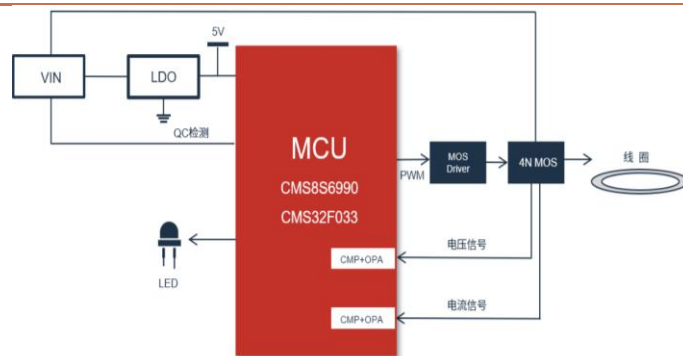 5V
VIN
LDO
QC检测
MCU
CMS8S6990
CMS32F033
PWM
MOS
Driver
4N MOS
线 圈
LED
CMP+OPA
电压信号
CMP+OPA
电流信号